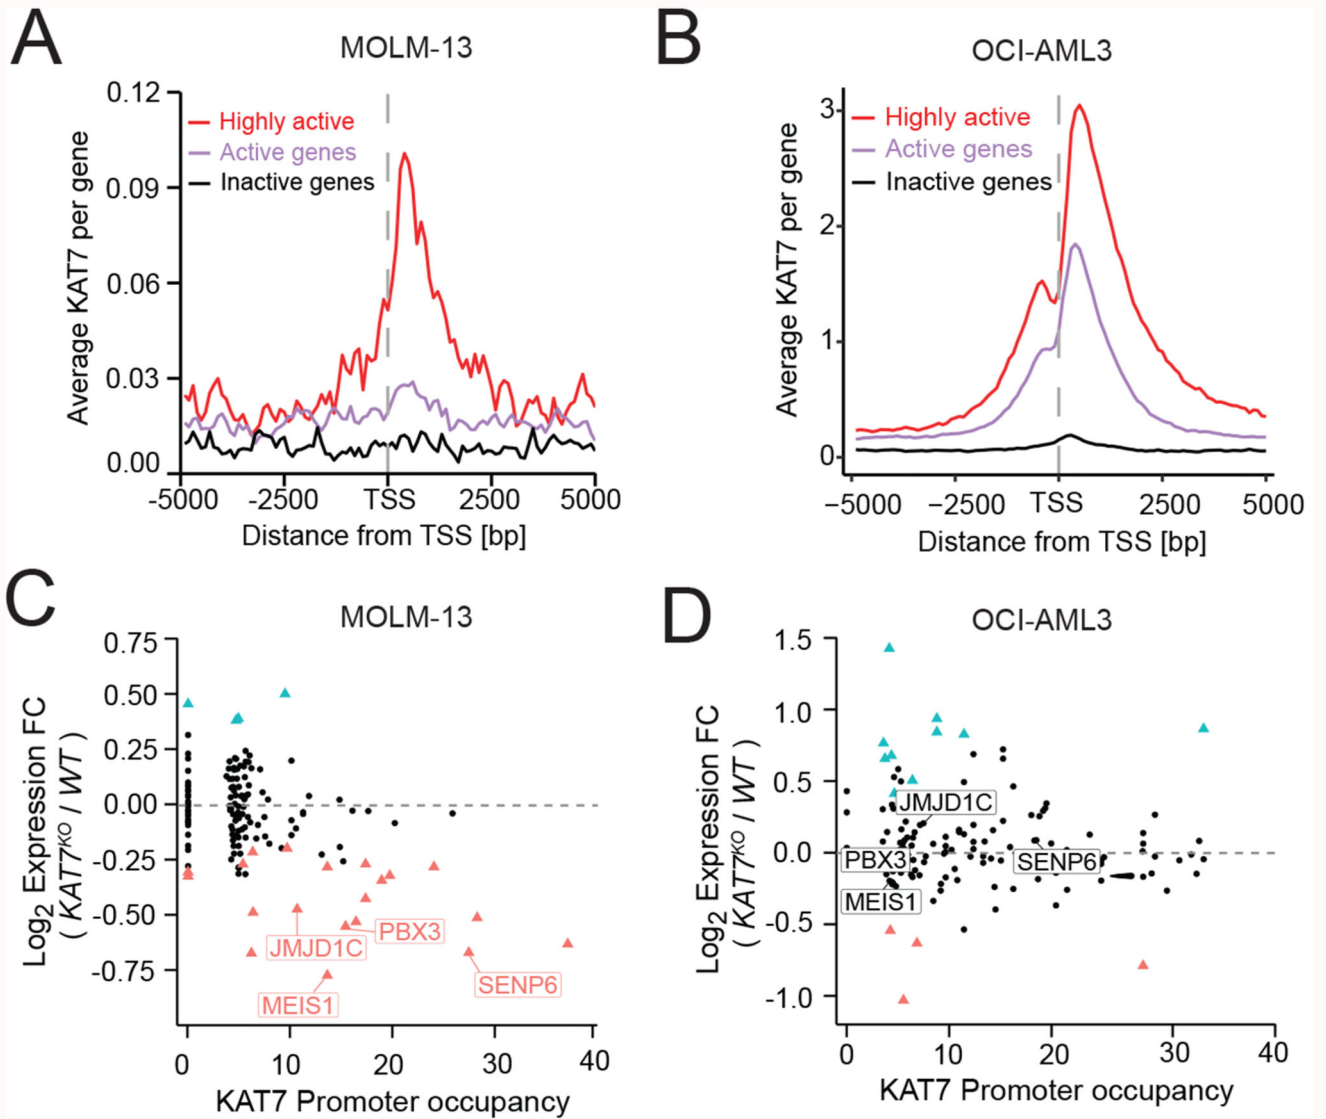 A
MOLM-13
Average KAT7 per gene
0.12
0.09
0.06
0.03
0.00
Highly active
Active genes
Inactive genes
-5000 -2500 TSS 2500 5000
Distance from TSS [bp]
B
OCI-AML3
Average KAT7 per gene
3
2
1
0
Highly active
Active genes
Inactive genes
−5000 −2500 TSS 2500 5000
Distance from TSS [bp]
C
MOLM-13
Log2 Expression FC
( KAT7KO / WT )
0.75
0.50
0.25
0.00
-0.25
-0.50
-0.75
JMJD1C
PBX3
MEIS1
SENP6
0 10 20 30 40
KAT7 Promoter occupancy
D
OCI-AML3
Log2 Expression FC
( KAT7KO / WT )
1.5
1.0
0.5
0.0
-0.5
-1.0
JMJD1C
PBX3
SENP6
MEIS1
0 10 20 30 40
KAT7 Promoter occupancy